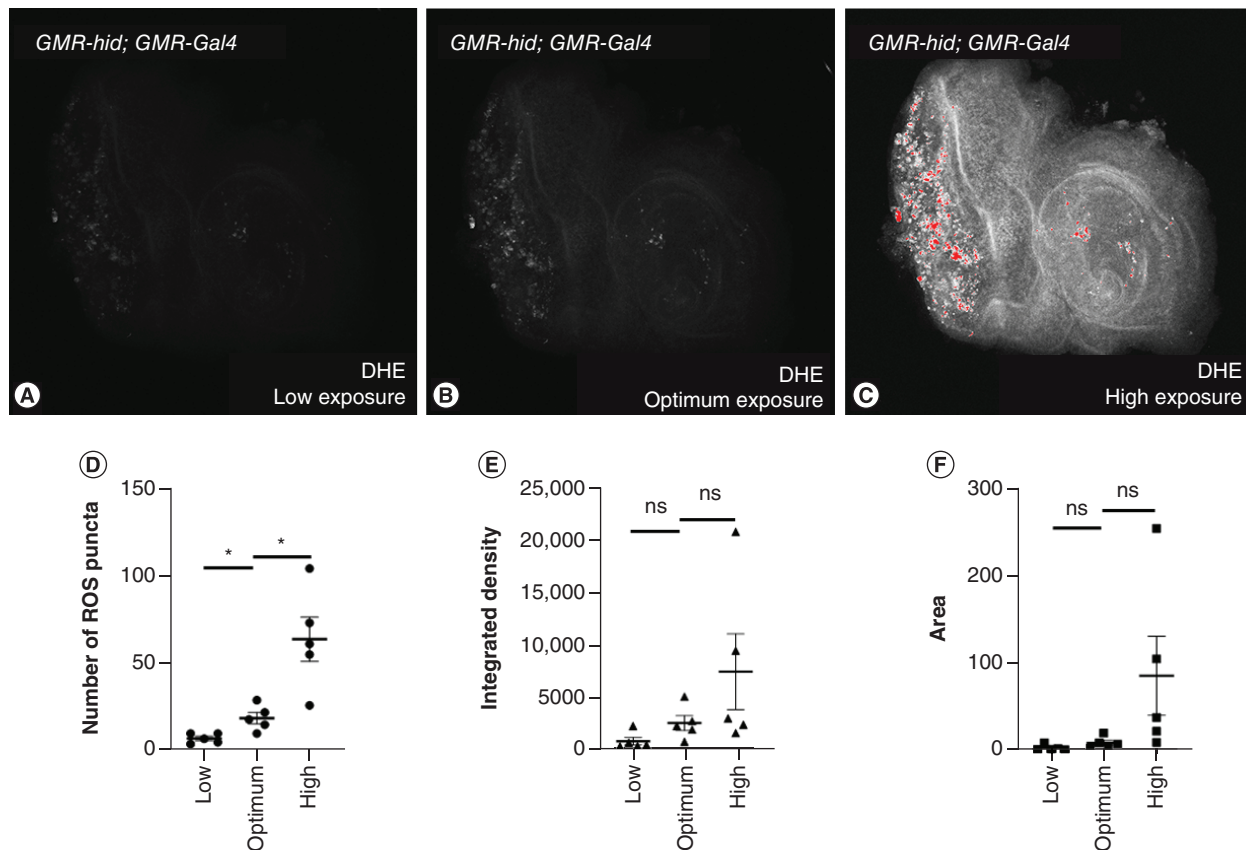 GMR-hid; GMR-Gal4
DHE
Low exposure
A
GMR-hid; GMR-Gal4
DHE
Optimum exposure
B
GMR-hid; GMR-Gal4
DHE
High exposure
C
D
Number of ROS puncta
150
100
50
0
*
*
Low
Optimum
High
E
Integrated density
25,000
20,000
15,000
10,000
5000
0
ns
ns
Low
Optimum
High
F
Area
300
200
100
0
ns
ns
Low
Optimum
High